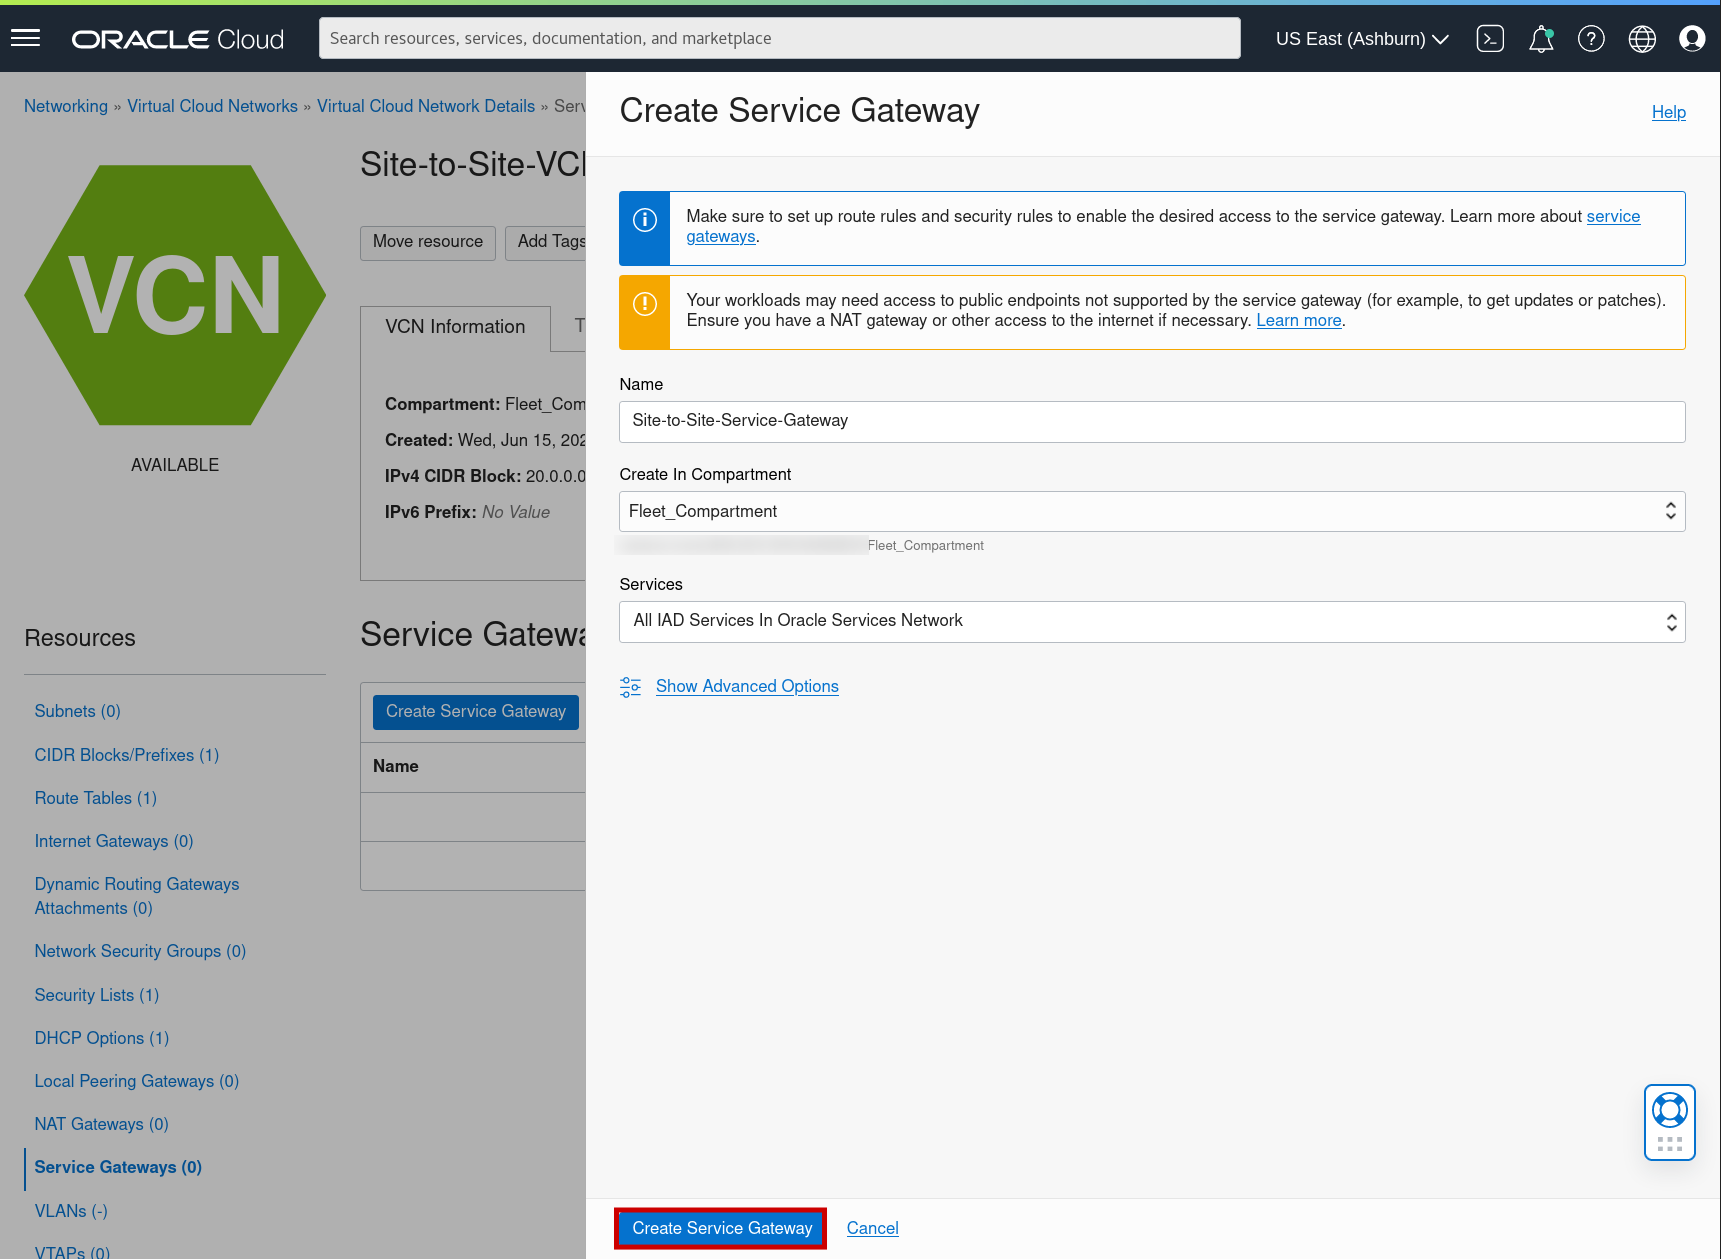 ORACLE Cloud
Search resources, services, documentation, and marketplace
US East (Ashburn)
Networking » Virtual Cloud Networks » Virtual Cloud Network Details » Serv
VCN
AVAILABLE
Site-to-Site-VC
Move resource
Add Tags
VCN Information
T
Compartment: Fleet_Com
Created: Wed, Jun 15, 202
IPv4 CIDR Block: 20.0.0.0
IPv6 Prefix: No Value
Resources
Subnets (0)
CIDR Blocks/Prefixes (1)
Route Tables (1)
Internet Gateways (0)
Dynamic Routing Gateways
Attachments (0)
Network Security Groups (0)
Security Lists (1)
DHCP Options (1)
Local Peering Gateways (0)
NAT Gateways (0)
Service Gateways (0)
VLANs (-)
VTAPs (0)
Service Gatewa
Create Service Gateway
Name
Create Service Gateway
Help
Make sure to set up route rules and security rules to enable the desired access to the service gateway. Learn more about service
gateways.
Your workloads may need access to public endpoints not supported by the service gateway (for example, to get updates or patches).
Ensure you have a NAT gateway or other access to the internet if necessary. Learn more.
Name
Site-to-Site-Service-Gateway
Create In Compartment
Fleet_Compartment
Fleet_Compartment
Services
All IAD Services In Oracle Services Network
Show Advanced Options
Create Service Gateway
Cancel